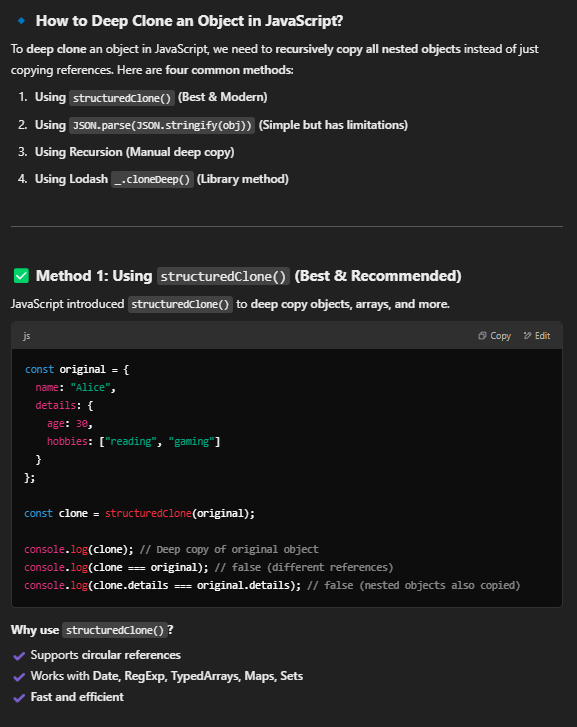 How to Deep Clone an Object in JavaScript?
To deep clone an object in JavaScript, we need to recursively copy all nested objects instead of just
copying references. Here are four common methods:
1. Using structuredClone() (Best & Modern)
2. Using JSON.parse(JSON.stringify(obj)) (Simple but has limitations)
3. Using Recursion (Manual deep copy)
4. Using Lodash _.cloneDeep() (Library method)
Method 1: Using structuredClone() (Best & Recommended)
JavaScript introduced structuredClone() to deep copy objects, arrays, and more.
js Copy Edit
const original = {
  name: "Alice",
  details: {
    age: 30,
    hobbies: ["reading", "gaming"]
  }
};
const clone = structuredClone(original);
console.log(clone); // Deep copy of original object
console.log(clone === original); // false (different references)
console.log(clone.details === original.details); // false (nested objects also copied)
Why use structuredClone()?
Supports circular references
Works with Date, RegExp, TypedArrays, Maps, Sets
Fast and efficient